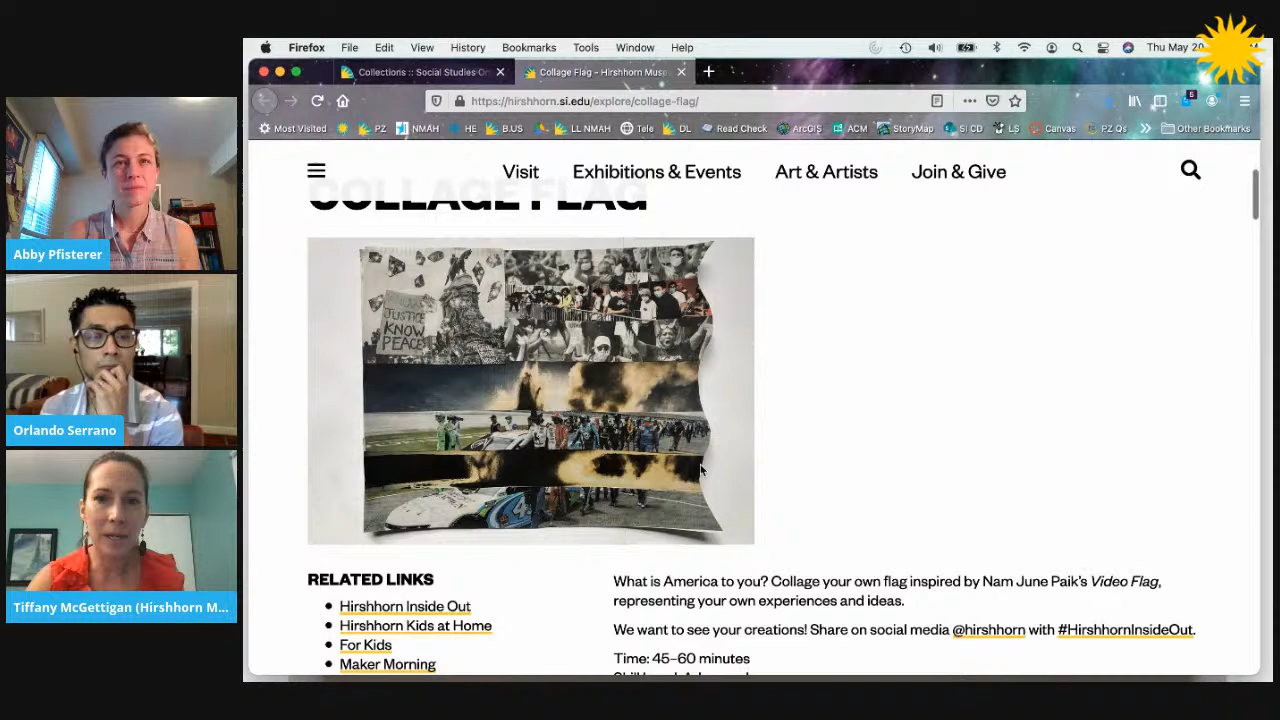 Firefox File Edit View History Bookmarks Tools Window Help Thu May 20
Collections :: Social Studies On Collage Flag – Hirshhorn Mus
https://hirshhorn.si.edu/explore/collage-flag/
Most Visited PZ NMAH HE B.US LL NMAH Tele DL Read Check ArcGIS ACM StoryMap SI CD LS Canvas PZ Qs Other Bookmarks
Visit Exhibitions & Events Art & Artists Join & Give
COLLAGE FLAG
JUSTICE
KNOW
PEACE
Abby Pfisterer
Orlando Serrano
Tiffany McGettigan (Hirshhorn M...
RELATED LINKS
Hirshhorn Inside Out
Hirshhorn Kids at Home
For Kids
Maker Morning
What is America to you? Collage your own flag inspired by Nam June Paik's Video Flag,
representing your own experiences and ideas.
We want to see your creations! Share on social media @hirshhorn with #HirshhornInsideOut.
Time: 45–60 minutes